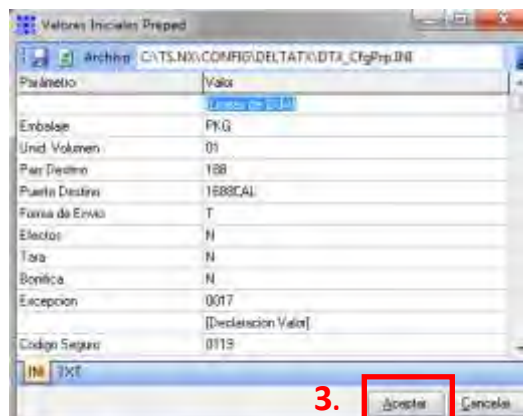 Valores Iniciales Preped
Archivo C:\TS.NX\CONFIG\DELTATX\DTX_CfgPrp.INI
Parámetro Valor
Embalaje PKG
Unid. Volumen 01
Pais Destino 188
Puerto Destino 1688CAL
Forma de Envio T
Efectos N
Tara N
Bonifica N
Excepcion 0017
[Declaracion Valor]
Codigo Seguro 0119
INI TXT
3. Aceptar Cancelar